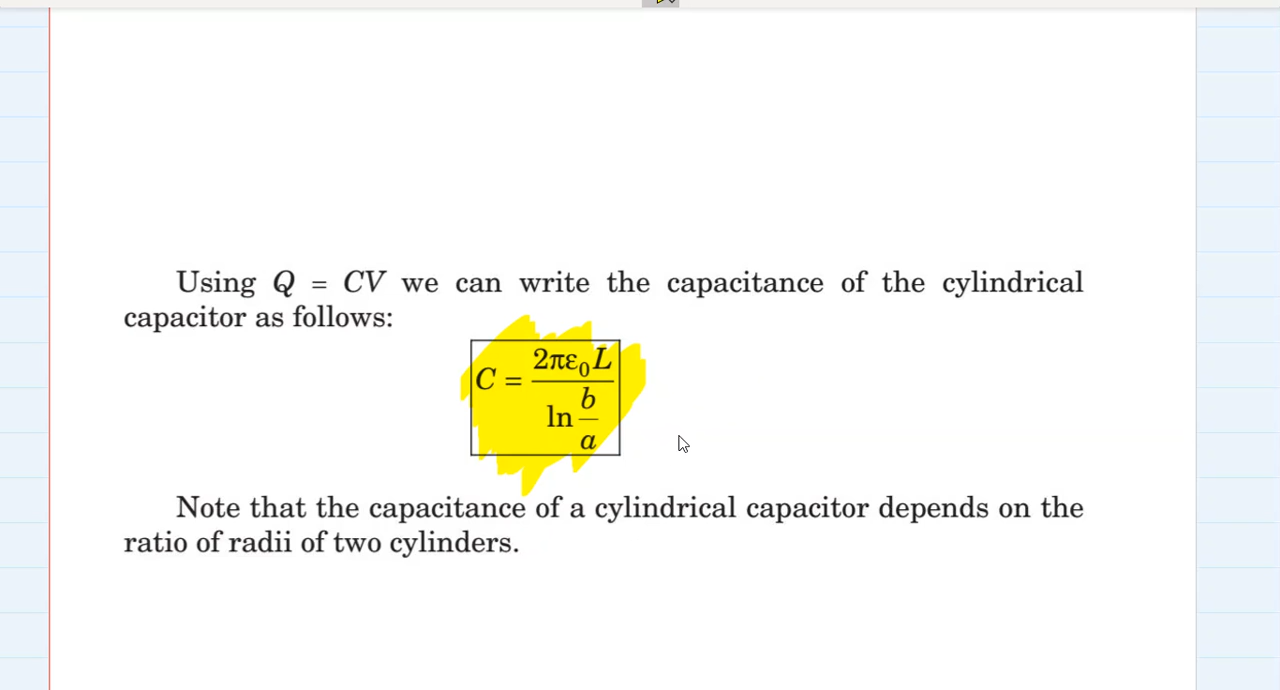 Using Q = CV we can write the capacitance of the cylindrical
capacitor as follows:
C = 2πε₀L / ln b/a
Note that the capacitance of a cylindrical capacitor depends on the
ratio of radii of two cylinders.